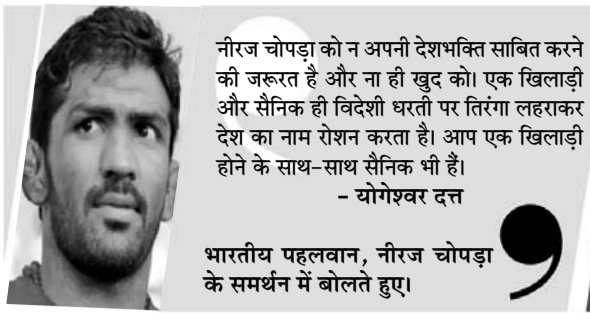 नीरज चोपड़ा को न अपनी देशभक्ति साबित करने
की जरूरत है और ना ही खुद को। एक खिलाड़ी
और सैनिक ही विदेशी धरती पर तिरंगा लहराकर
देश का नाम रोशन करता है। आप एक खिलाड़ी
होने के साथ-साथ सैनिक भी हैं।
- योगेश्वर दत्त
भारतीय पहलवान, नीरज चोपड़ा
के समर्थन में बोलते हुए।